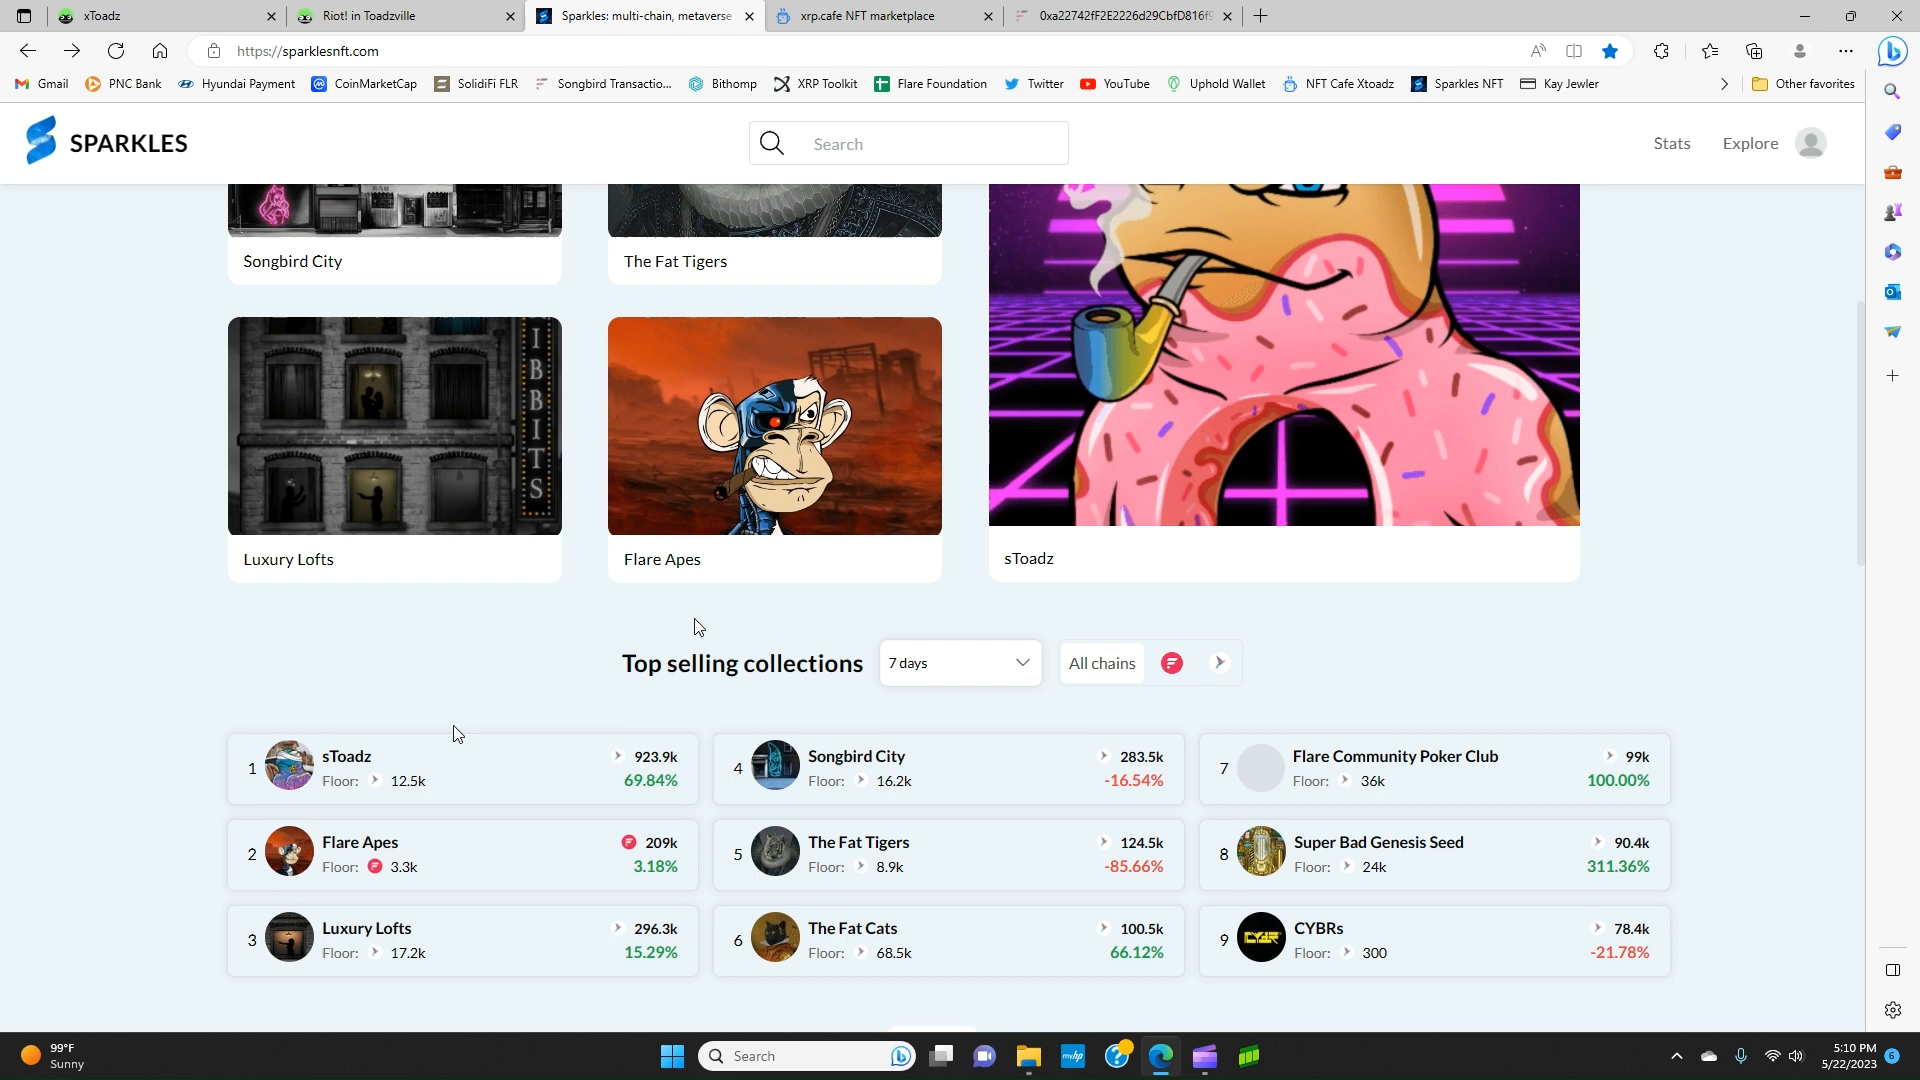 xToadz
Riot! in Toadzville
Sparkles: multi-chain, metaverse
xrp.cafe NFT marketplace
0xa22742fF2E2226d29CbfD816f9
https://sparklesnft.com
Gmail
PNC Bank
Hyundai Payment
CoinMarketCap
SolidiFi FLR
Songbird Transactio...
Bithomp
XRP Toolkit
Flare Foundation
Twitter
YouTube
Uphold Wallet
NFT Cafe Xtoadz
Sparkles NFT
Kay Jewler
Other favorites
SPARKLES
Search
Stats
Explore
Songbird City
The Fat Tigers
IBBITS
Luxury Lofts
Flare Apes
sToadz
Top selling collections
7 days
All chains
1 sToadz 923.9k
Floor: 12.5k 69.84%
2 Flare Apes 209k
Floor: 3.3k 3.18%
3 Luxury Lofts 296.3k
Floor: 17.2k 15.29%
4 Songbird City 283.5k
Floor: 16.2k -16.54%
5 The Fat Tigers 124.5k
Floor: 8.9k -85.66%
6 The Fat Cats 100.5k
Floor: 68.5k 66.12%
7 Flare Community Poker Club 99k
Floor: 36k 100.00%
8 Super Bad Genesis Seed 90.4k
Floor: 24k 311.36%
9 CYBR CYBRs 78.4k
Floor: 300 -21.78%
99°F
Sunny
Search
myhp
5:10 PM
5/22/2023
6